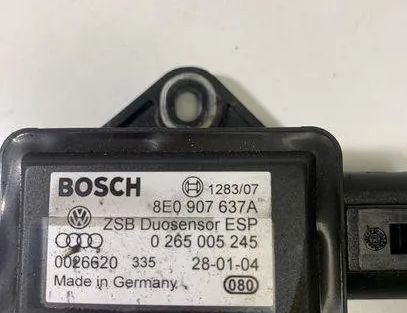 BOSCH 1283/07
8E0 907 637A
ZSB Duosensor ESP
0 265 005 245
0026620 335 28-01-04
Made in Germany 080